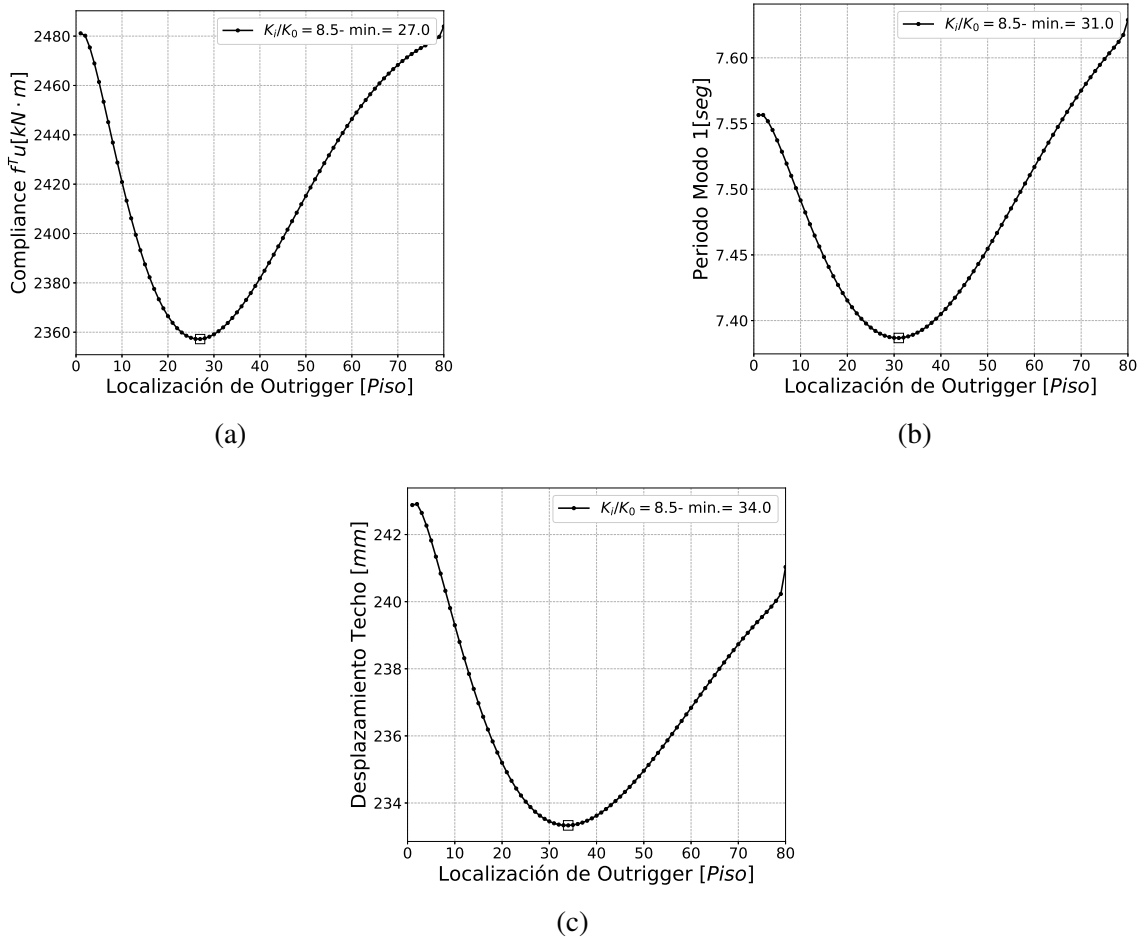 K_i/K_0 = 8.5- min.= 27.0
Compliance f^T u[kN · m]
2480
2460
2440
2420
2400
2380
2360
0 10 20 30 40 50 60 70 80
Localización de Outrigger [Piso]
(a)
K_i/K_0 = 8.5- min.= 31.0
Periodo Modo 1[seg]
7.60
7.55
7.50
7.45
7.40
0 10 20 30 40 50 60 70 80
Localización de Outrigger [Piso]
(b)
K_i/K_0 = 8.5- min.= 34.0
Desplazamiento Techo [mm]
242
240
238
236
234
0 10 20 30 40 50 60 70 80
Localización de Outrigger [Piso]
(c)